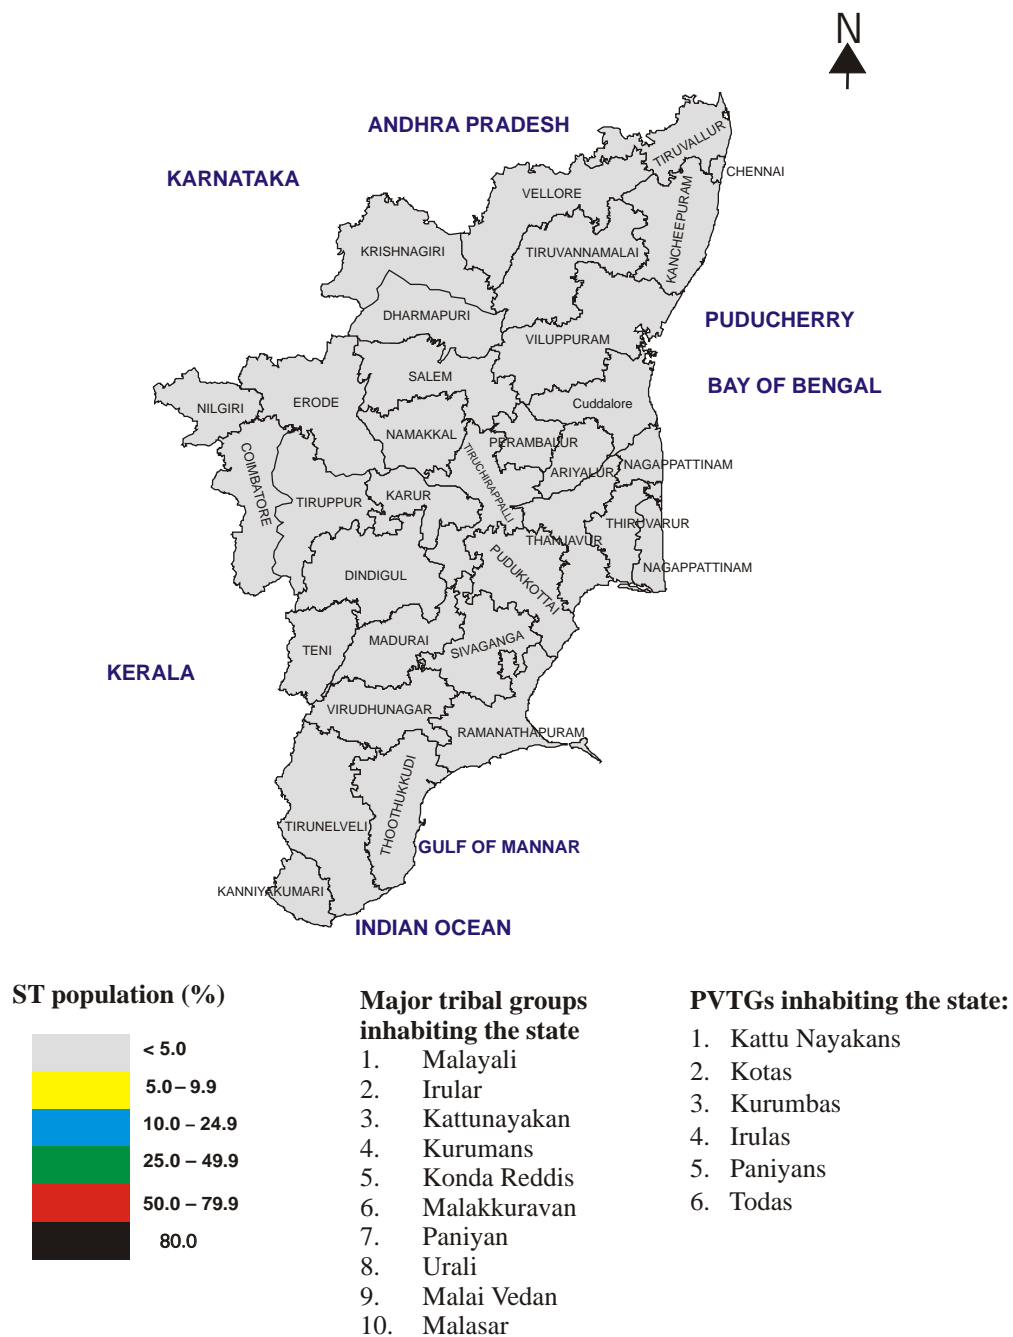 N
ANDHRA PRADESH
KARNATAKA
TIRUVALLUR
CHENNAI
VELLORE
KANCHEEPURAM
KRISHNAGIRI
TIRUVANNAMALAI
DHARMAPURI
PUDUCHERRY
VILUPPURAM
SALEM
BAY OF BENGAL
NILGIRI
ERODE
Cuddalore
NAMAKKAL
PERAMBALUR
COIMBATORE
TIRUCHIRAPPALLI
ARIYALUR
NAGAPPATTINAM
TIRUPPUR
KARUR
THIRUVARUR
THANJAVUR
PUDUKKOTTAI
NAGAPPATTINAM
DINDIGUL
TENI
MADURAI
SIVAGANGA
KERALA
VIRUDHUNAGAR
RAMANATHAPURAM
THOOTHUKKUDI
TIRUNELVELI
GULF OF MANNAR
KANNIYAKUMARI
INDIAN OCEAN
ST population (%)
< 5.0
5.0 – 9.9
10.0 – 24.9
25.0 – 49.9
50.0 – 79.9
80.0
Major tribal groups
inhabiting the state
1. Malayali
2. Irular
3. Kattunayakan
4. Kurumans
5. Konda Reddis
6. Malakkuravan
7. Paniyan
8. Urali
9. Malai Vedan
10. Malasar
PVTGs inhabiting the state:
1. Kattu Nayakans
2. Kotas
3. Kurumbas
4. Irulas
5. Paniyans
6. Todas